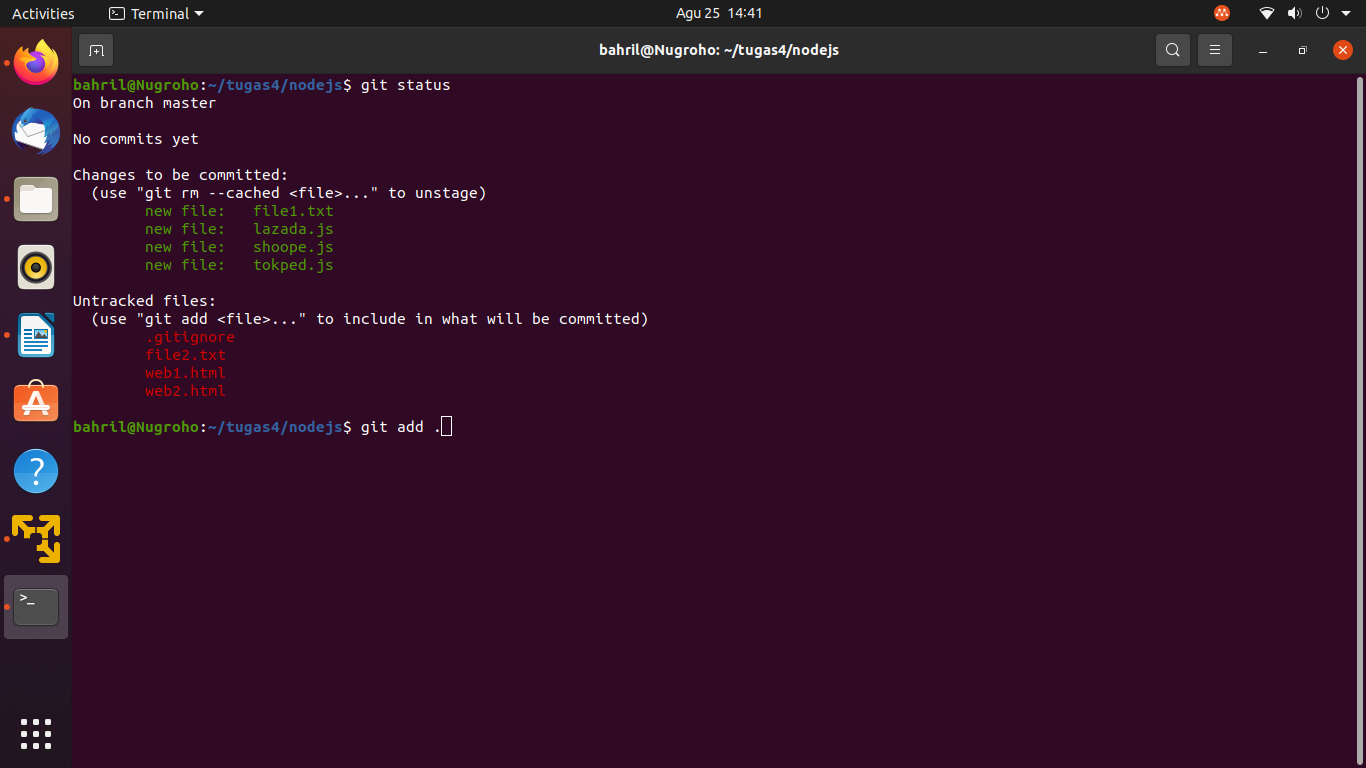 Activities
Terminal
Agu 25 14:41
bahril@Nugroho: ~/tugas4/nodejs
bahril@Nugroho:~/tugas4/nodejs$ git status
On branch master
No commits yet
Changes to be committed:
(use "git rm --cached <file>..." to unstage)
new file: file1.txt
new file: lazada.js
new file: shoope.js
new file: tokped.js
Untracked files:
(use "git add <file>..." to include in what will be committed)
.gitignore
file2.txt
web1.html
web2.html
bahril@Nugroho:~/tugas4/nodejs$ git add .